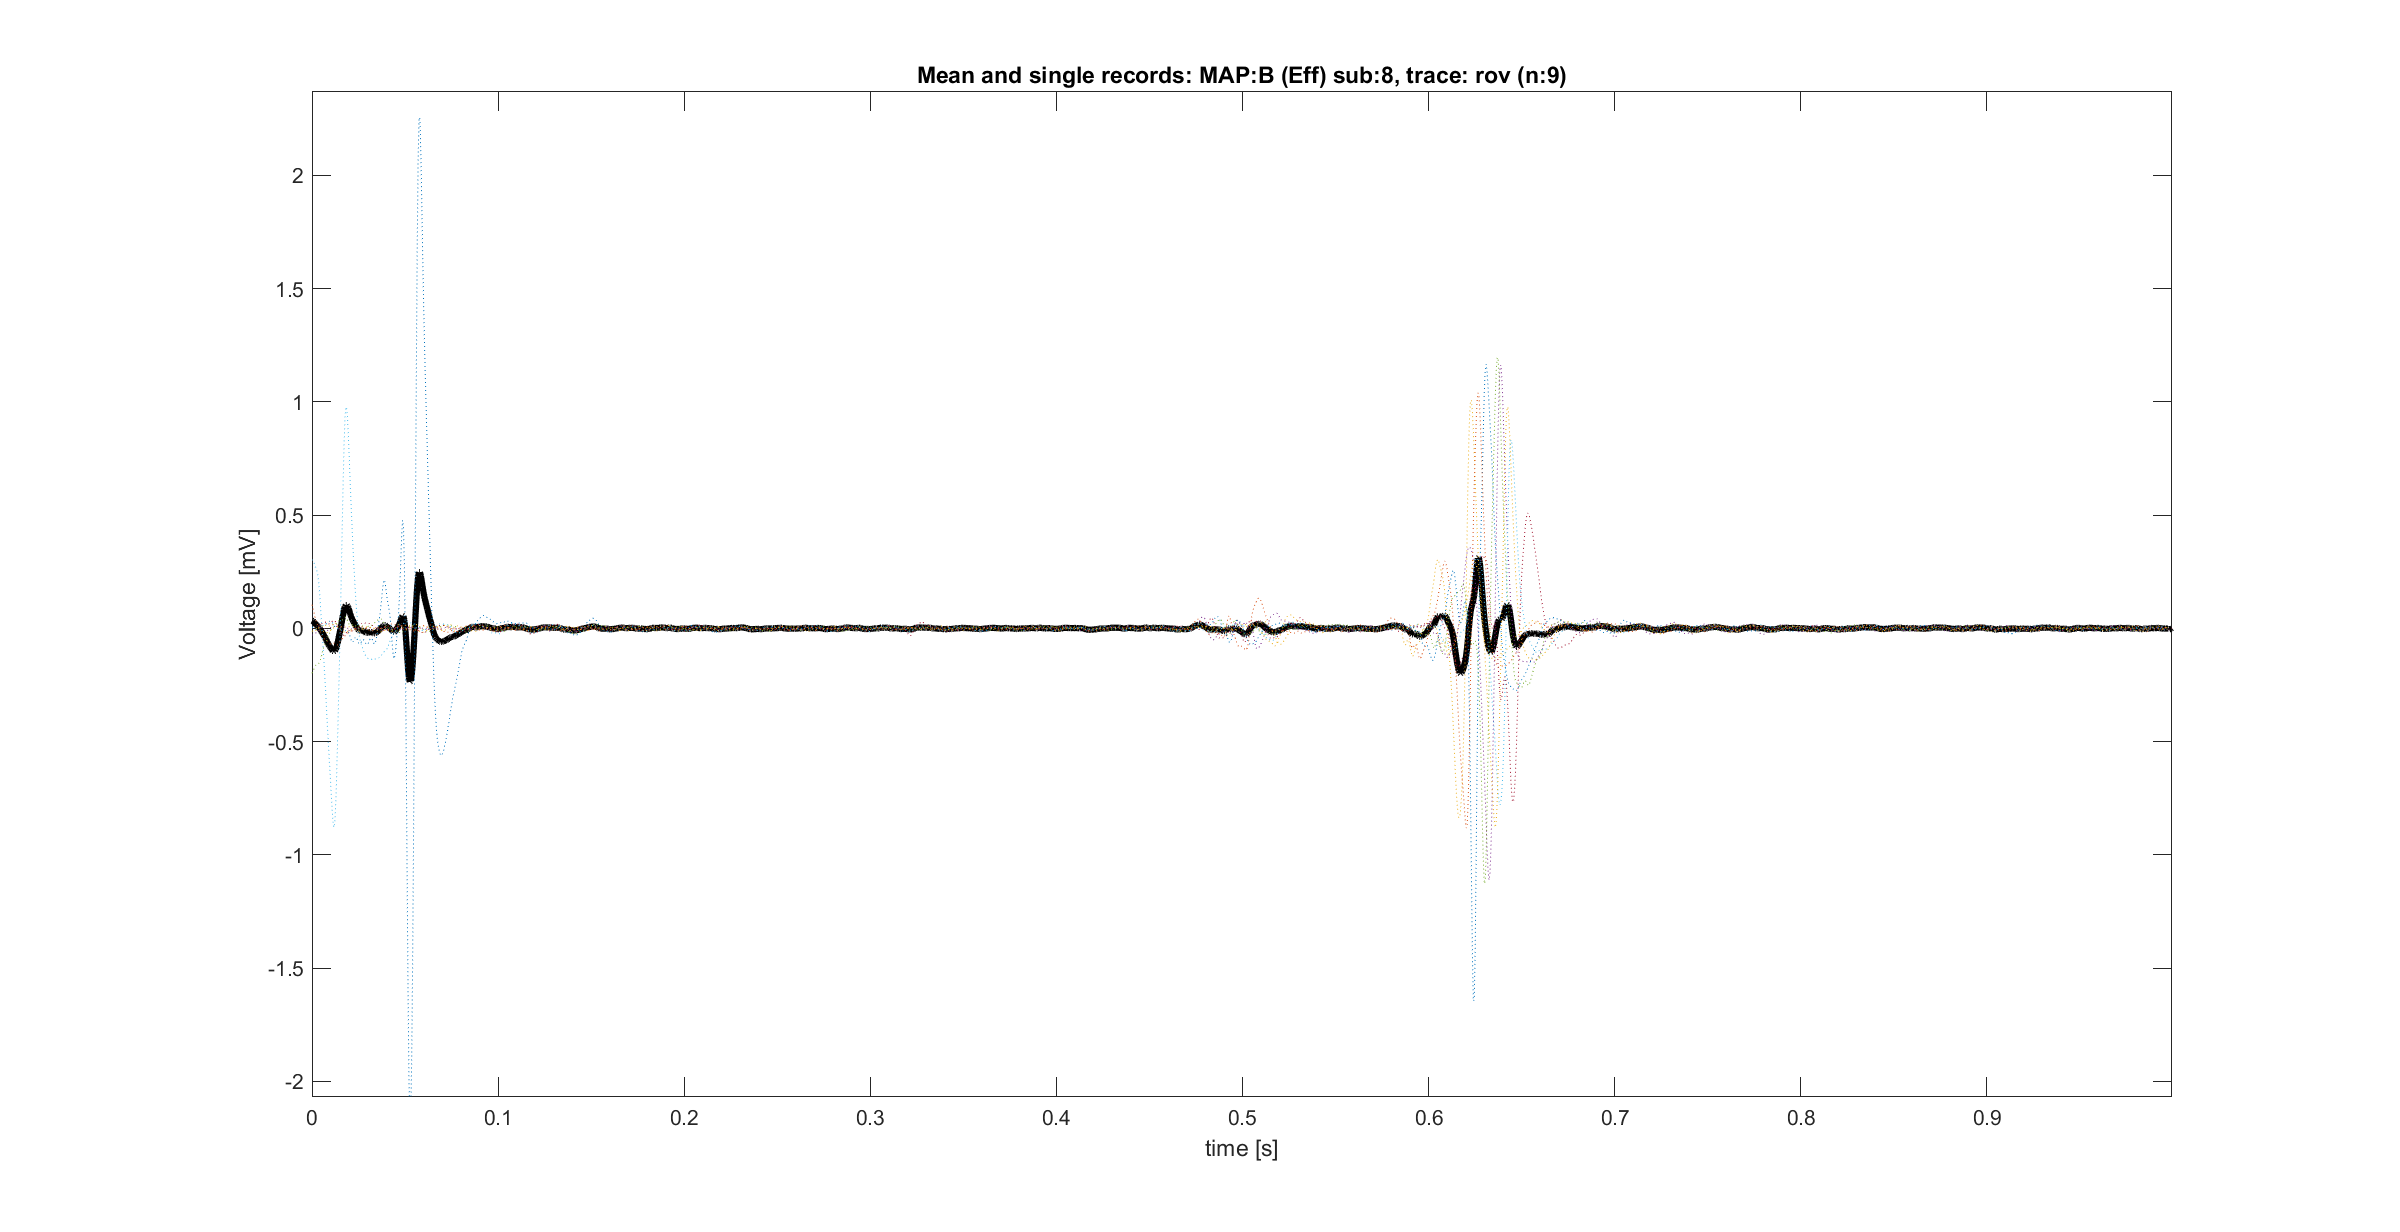 Mean and single records: MAP:B (Eff) sub:8, trace: rov (n:9)
2
1.5
1
0.5
0
-0.5
-1
-1.5
-2
Voltage [mV]
0 0.1 0.2 0.3 0.4 0.5 0.6 0.7 0.8 0.9
time [s]